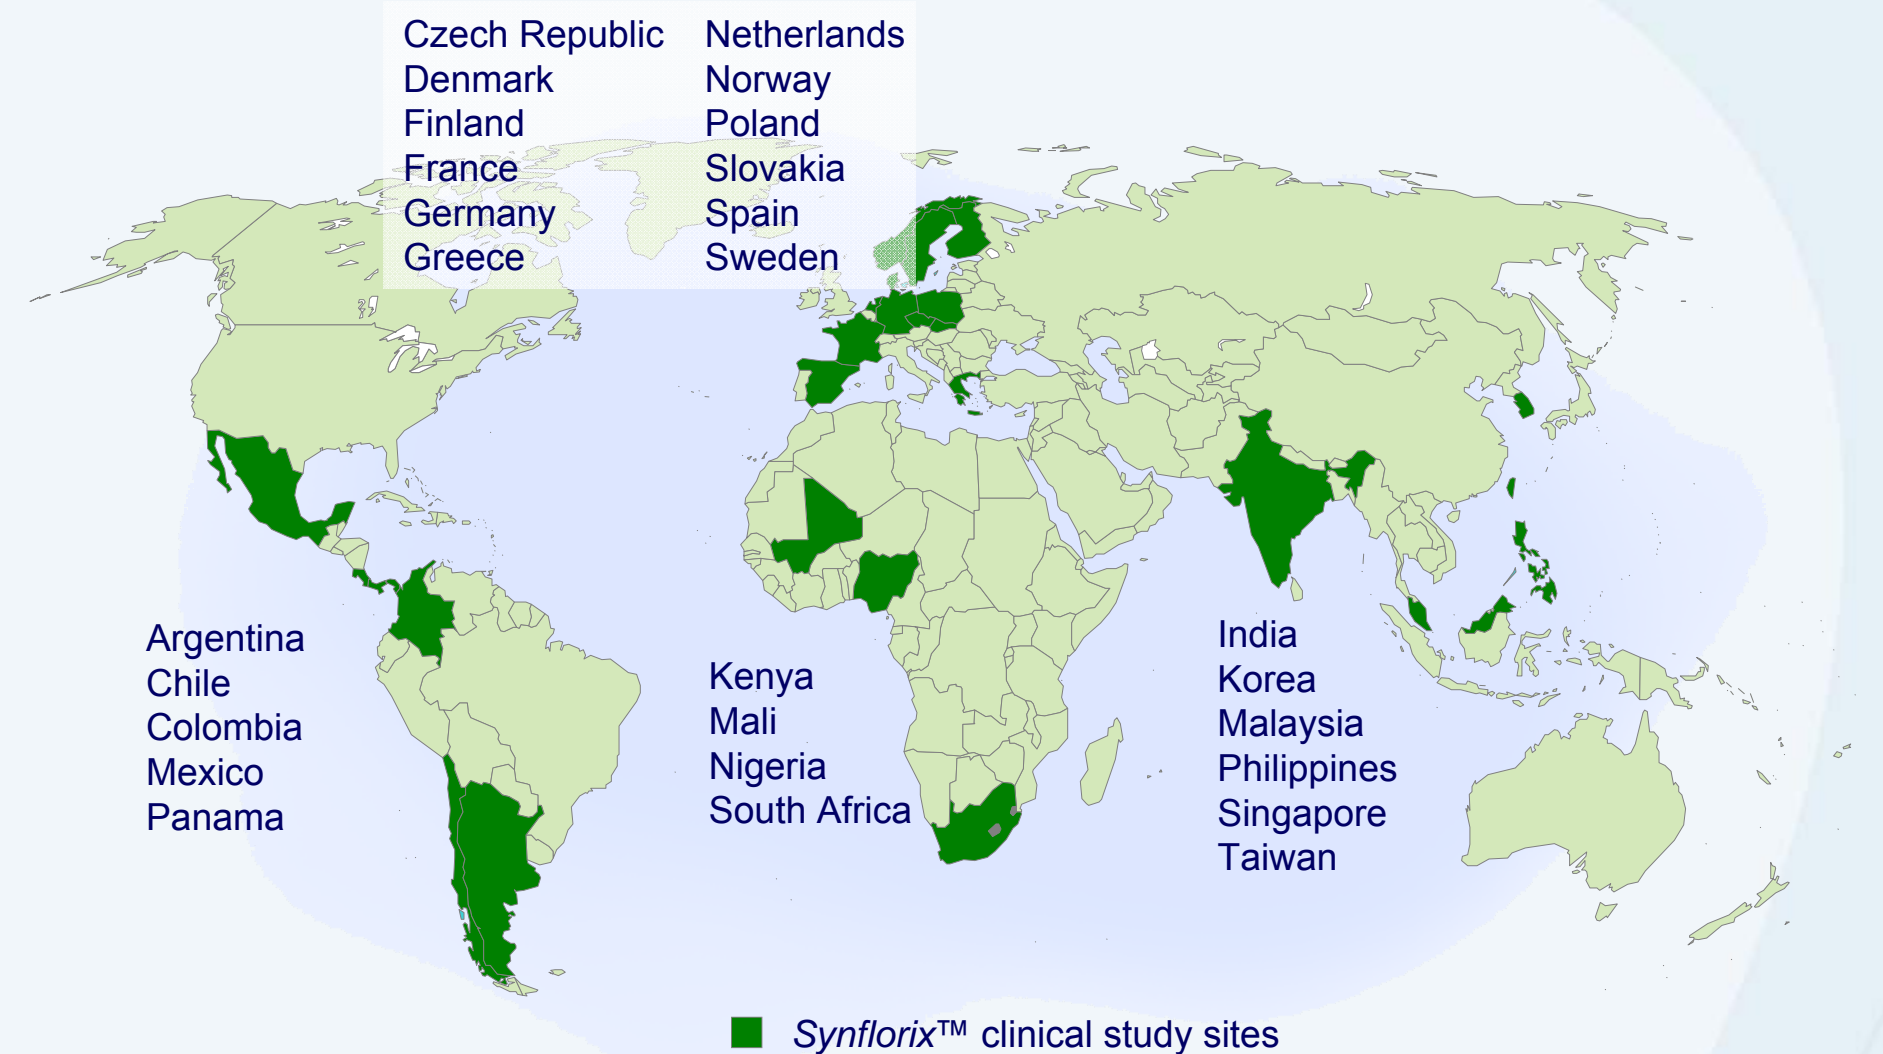 Czech Republic
Denmark
Finland
France
Germany
Greece
Netherlands
Norway
Poland
Slovakia
Spain
Sweden
Argentina
Chile
Colombia
Mexico
Panama
Kenya
Mali
Nigeria
South Africa
India
Korea
Malaysia
Philippines
Singapore
Taiwan
Synflorix™ clinical study sites